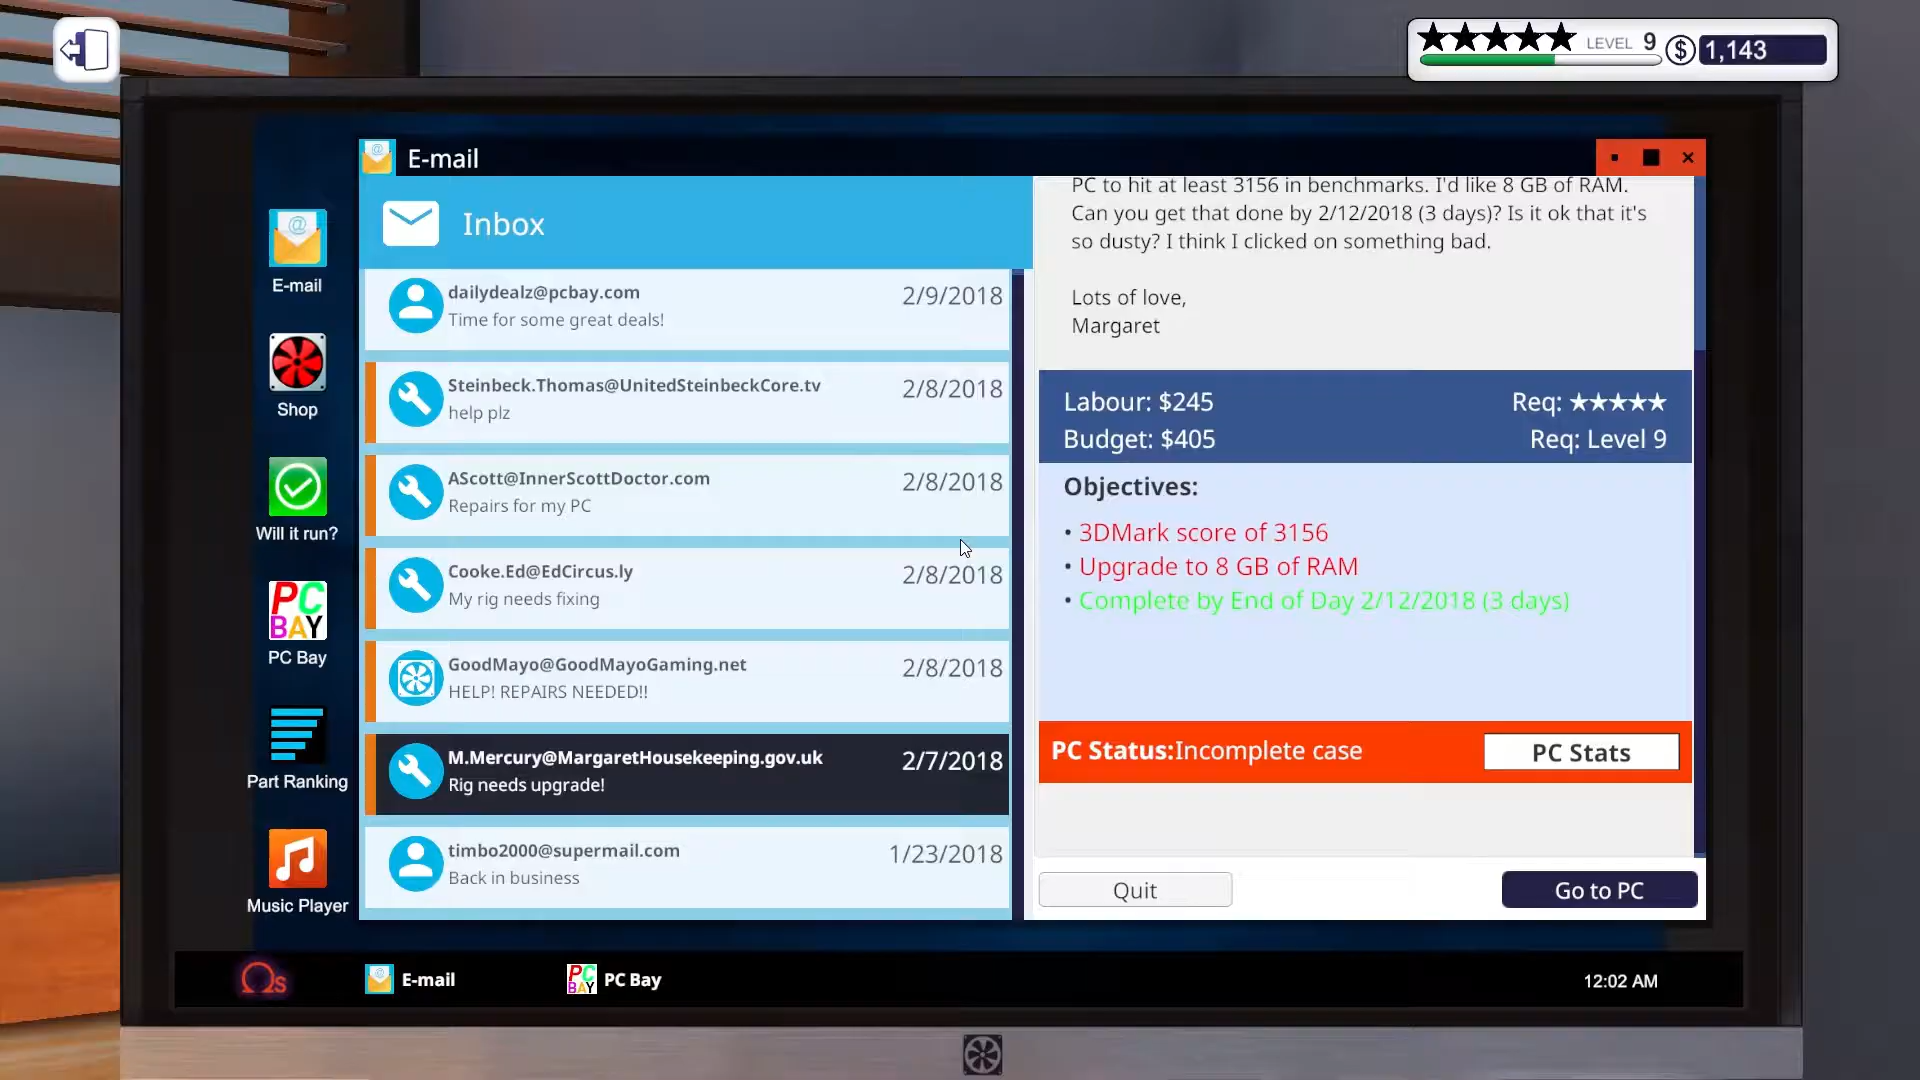 ★★★★★ LEVEL 9 $ 1,143
E-mail
Inbox
dailydealz@pcbay.com 2/9/2018
Time for some great deals!
Steinbeck.Thomas@UnitedSteinbeckCore.tv 2/8/2018
help plz
AScott@InnerScottDoctor.com 2/8/2018
Repairs for my PC
Cooke.Ed@EdCircus.ly 2/8/2018
My rig needs fixing
GoodMayo@GoodMayoGaming.net 2/8/2018
HELP! REPAIRS NEEDED!!
M.Mercury@MargaretHousekeeping.gov.uk 2/7/2018
Rig needs upgrade!
timbo2000@supermail.com 1/23/2018
Back in business
PC to hit at least 3156 in benchmarks. I'd like 8 GB of RAM.
Can you get that done by 2/12/2018 (3 days)? Is it ok that it's
so dusty? I think I clicked on something bad.
Lots of love,
Margaret
Labour: $245 Req: ★★★★★
Budget: $405 Req: Level 9
Objectives:
• 3DMark score of 3156
• Upgrade to 8 GB of RAM
• Complete by End of Day 2/12/2018 (3 days)
PC Status:Incomplete case PC Stats
Quit Go to PC
E-mail
Shop
Will it run?
PC
BAY
PC Bay
Part Ranking
Music Player
Ωs E-mail PC BAY PC Bay 12:02 AM